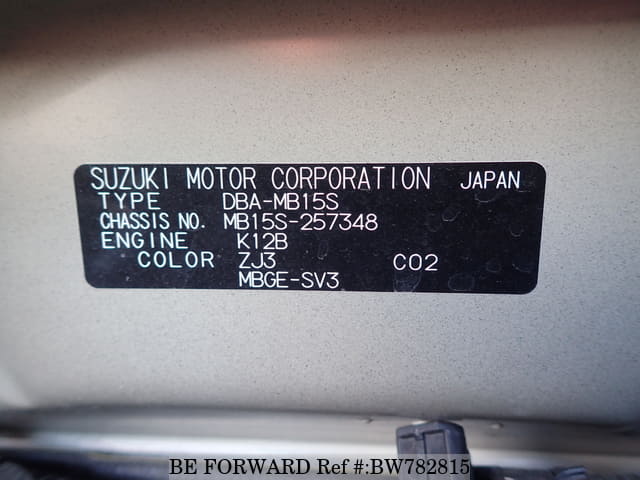 SUZUKI MOTOR CORPORATION JAPAN
TYPE DBA-MB15S
CHASSIS NO. MB15S-257348
ENGINE K12B
COLOR ZJ3 C02
MBGE-SV3
BE FORWARD Ref #:BW782815